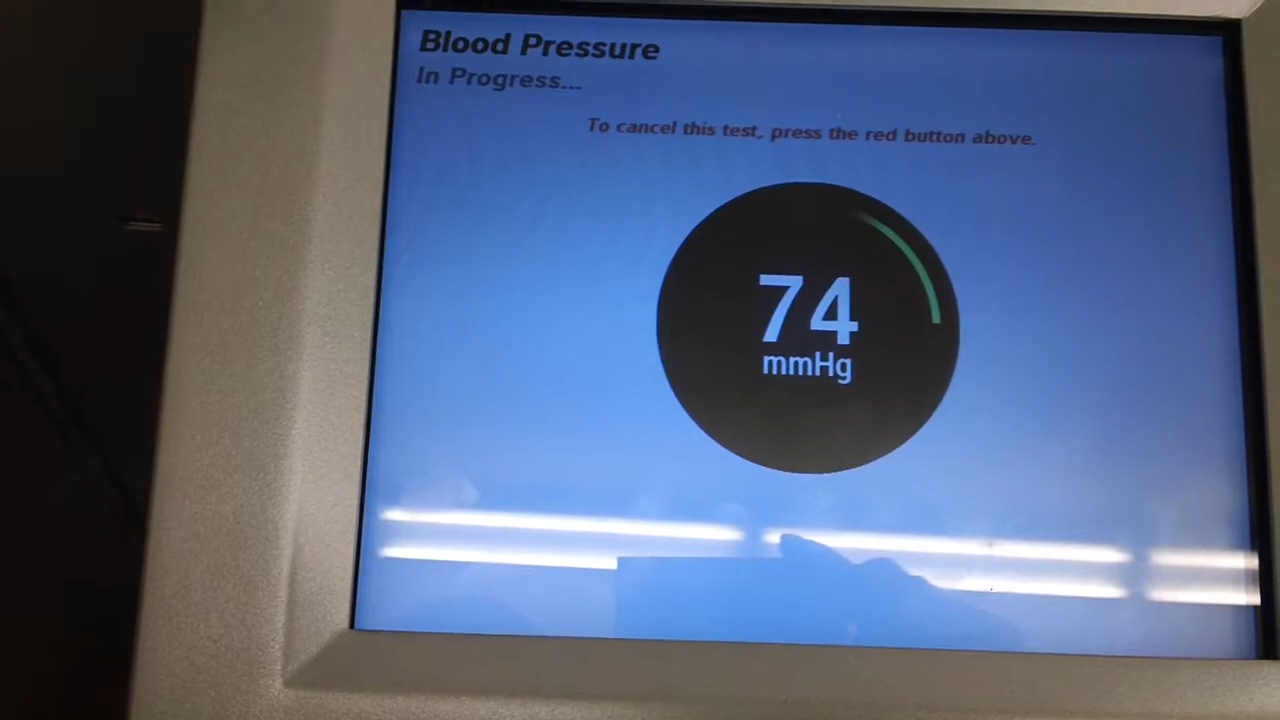 Blood Pressure
In Progress...
To cancel this test, press the red button above.
74
mmHg